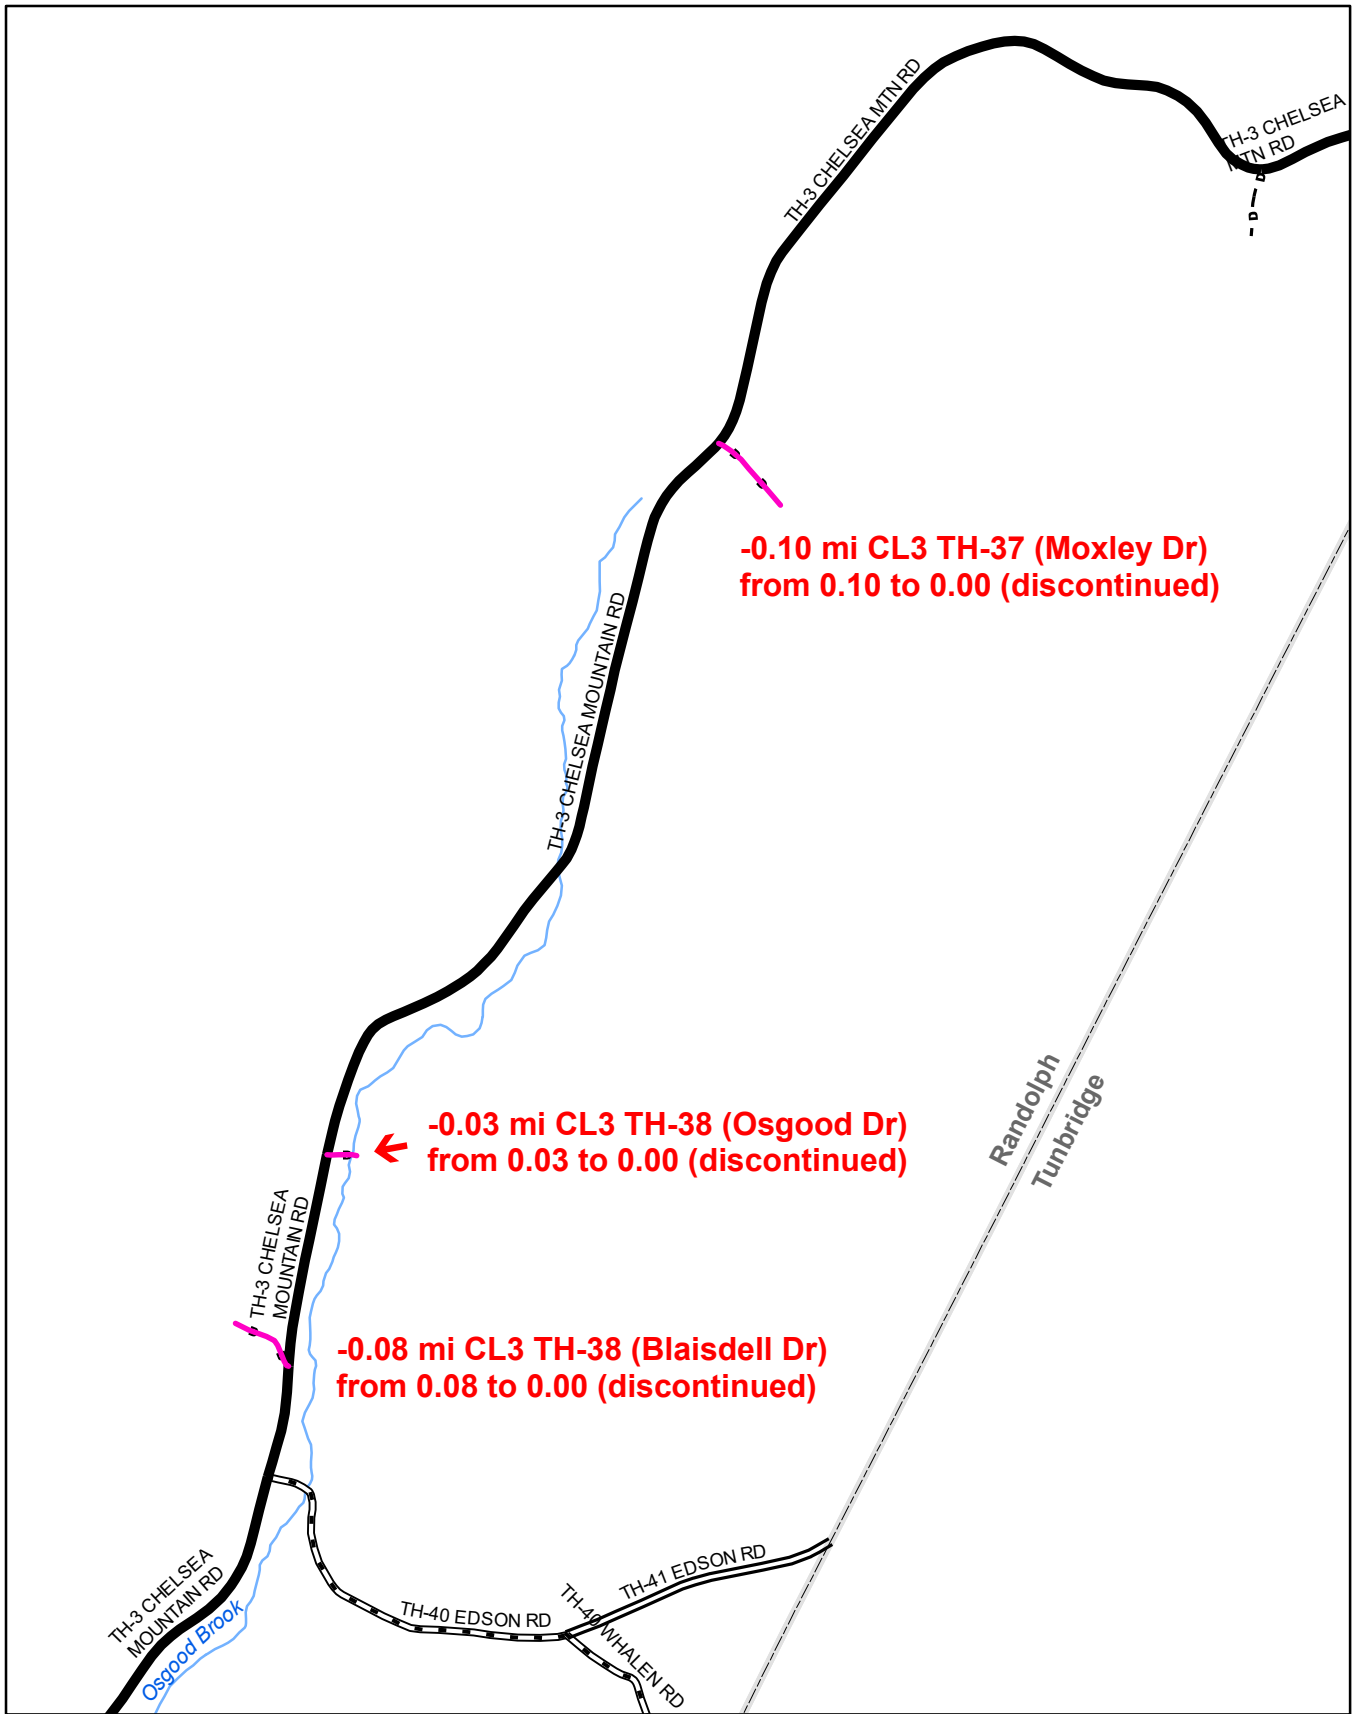 TH-3 CHELSEA MTN RD
TH-3 CHELSEA
MTN RD
D
D
-0.10 mi CL3 TH-37 (Moxley Dr)
from 0.10 to 0.00 (discontinued)
TH-3 CHELSEA MOUNTAIN RD
Randolph
Tunbridge
-0.03 mi CL3 TH-38 (Osgood Dr)
from 0.03 to 0.00 (discontinued)
TH-3 CHELSEA
MOUNTAIN RD
-0.08 mi CL3 TH-38 (Blaisdell Dr)
from 0.08 to 0.00 (discontinued)
TH-3 CHELSEA
MOUNTAIN RD
Osgood Brook
TH-40 EDSON RD
TH-41 EDSON RD
TH-40 WHALEN RD